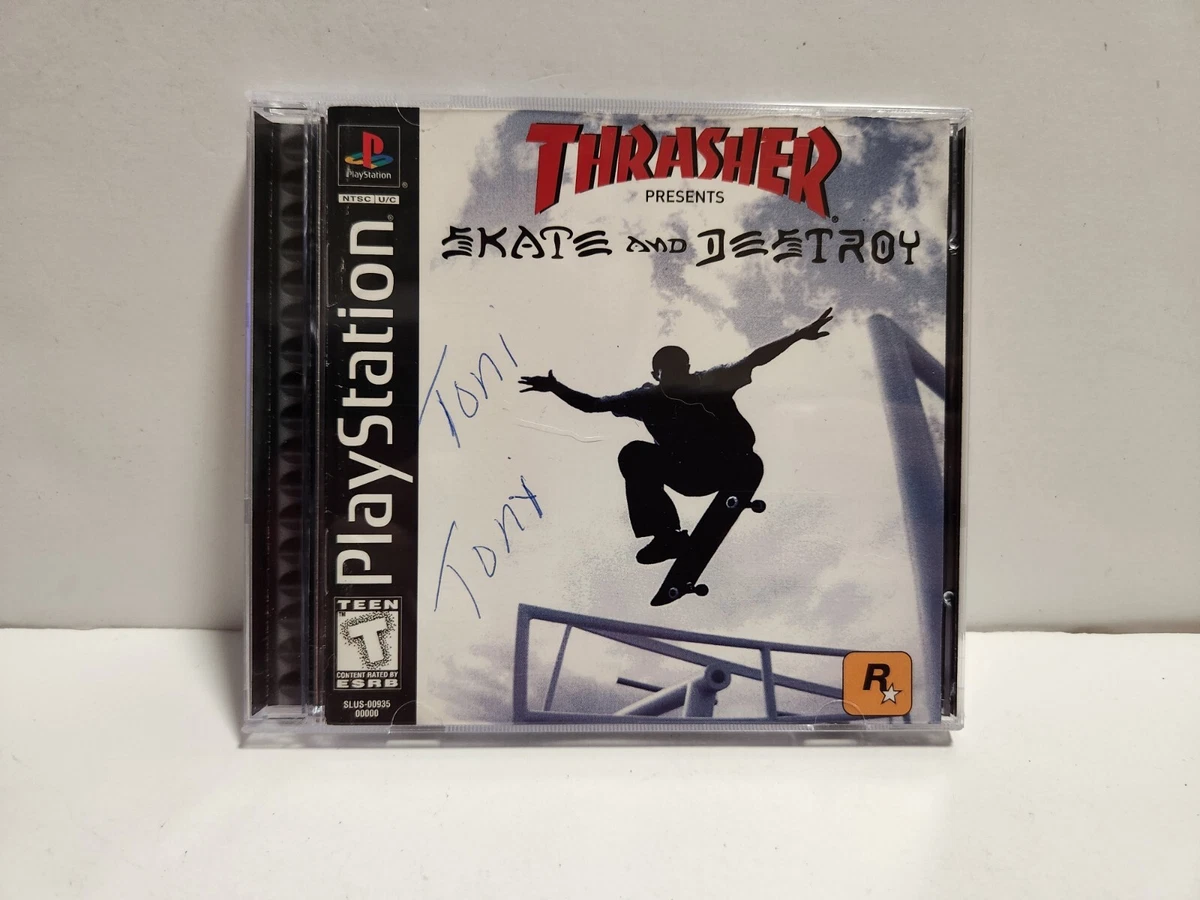 PlayStation
NTSC U/C
PlayStation
TEEN
T
CONTENT RATED BY
ESRB
SLUS-00935
00000
THRASHER
PRESENTS
SKATE AND DESTROY
Toni
Tony
R